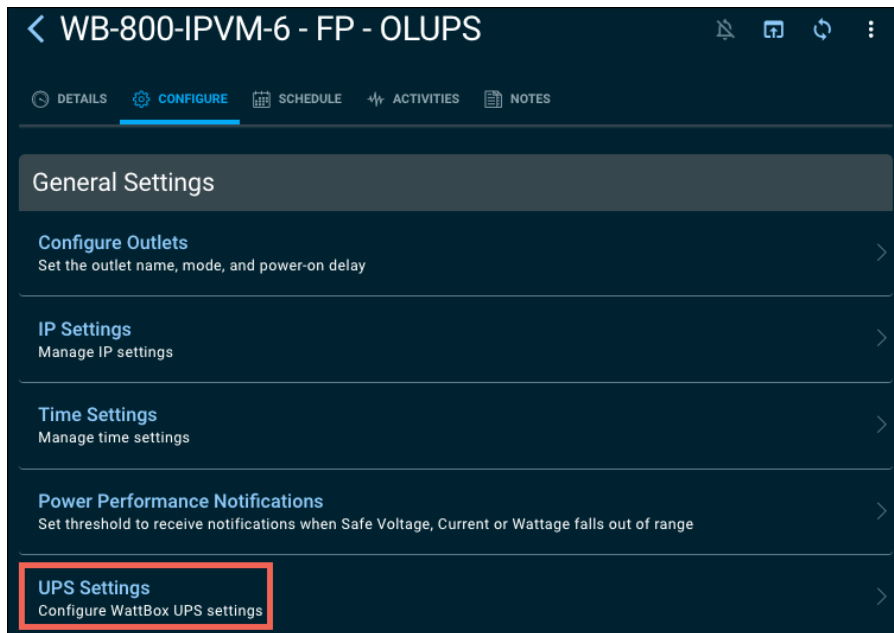 WB-800-IPVM-6 - FP - OLUPS
DETAILS CONFIGURE SCHEDULE ACTIVITIES NOTES
General Settings
Configure Outlets
Set the outlet name, mode, and power-on delay
IP Settings
Manage IP settings
Time Settings
Manage time settings
Power Performance Notifications
Set threshold to receive notifications when Safe Voltage, Current or Wattage falls out of range
UPS Settings
Configure WattBox UPS settings